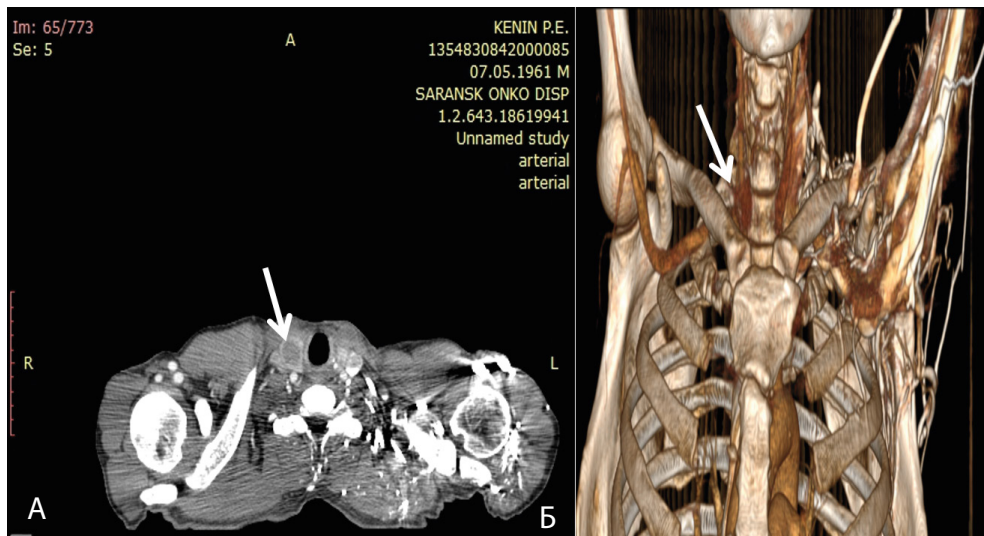 Im: 65/773
Se: 5
A
KENIN P.E.
1354830842000085
07.05.1961 M
SARANSK ONKO DISP
1.2.643.18619941
Unnamed study
arterial
arterial
R
L
А
Б